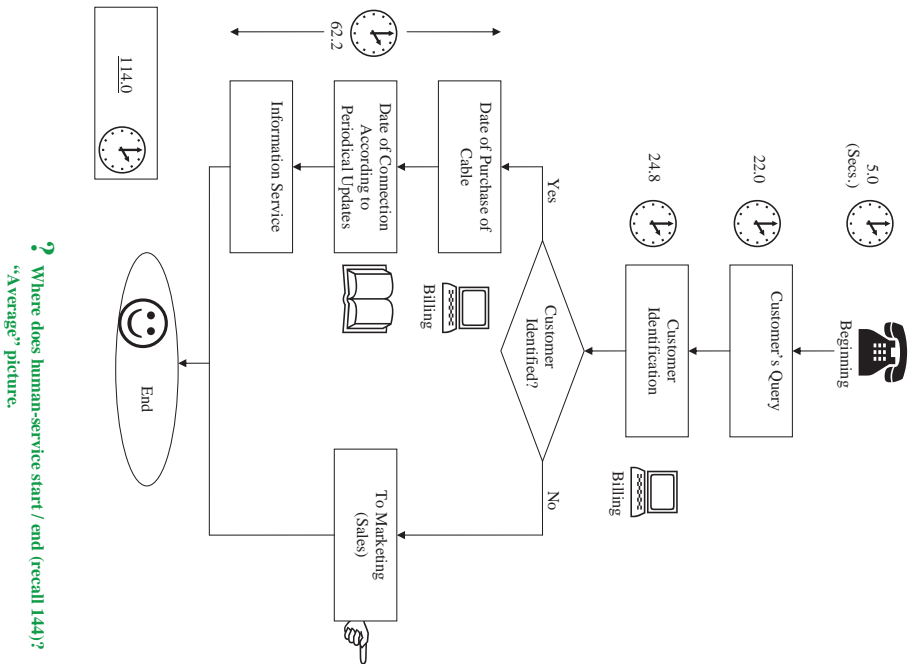 Beginning
5.0
(Secs.)
22.0
Customer's Query
24.8
Customer
Identification
Billing
Customer
Identified?
Yes
No
Billing
Date of Purchase of
Cable
62.2
Date of Connection
According to
Periodical Updates
Information Service
To Marketing
(Sales)
End
114.0
? Where does human-service start / end (recall 144)?
“Average” picture.